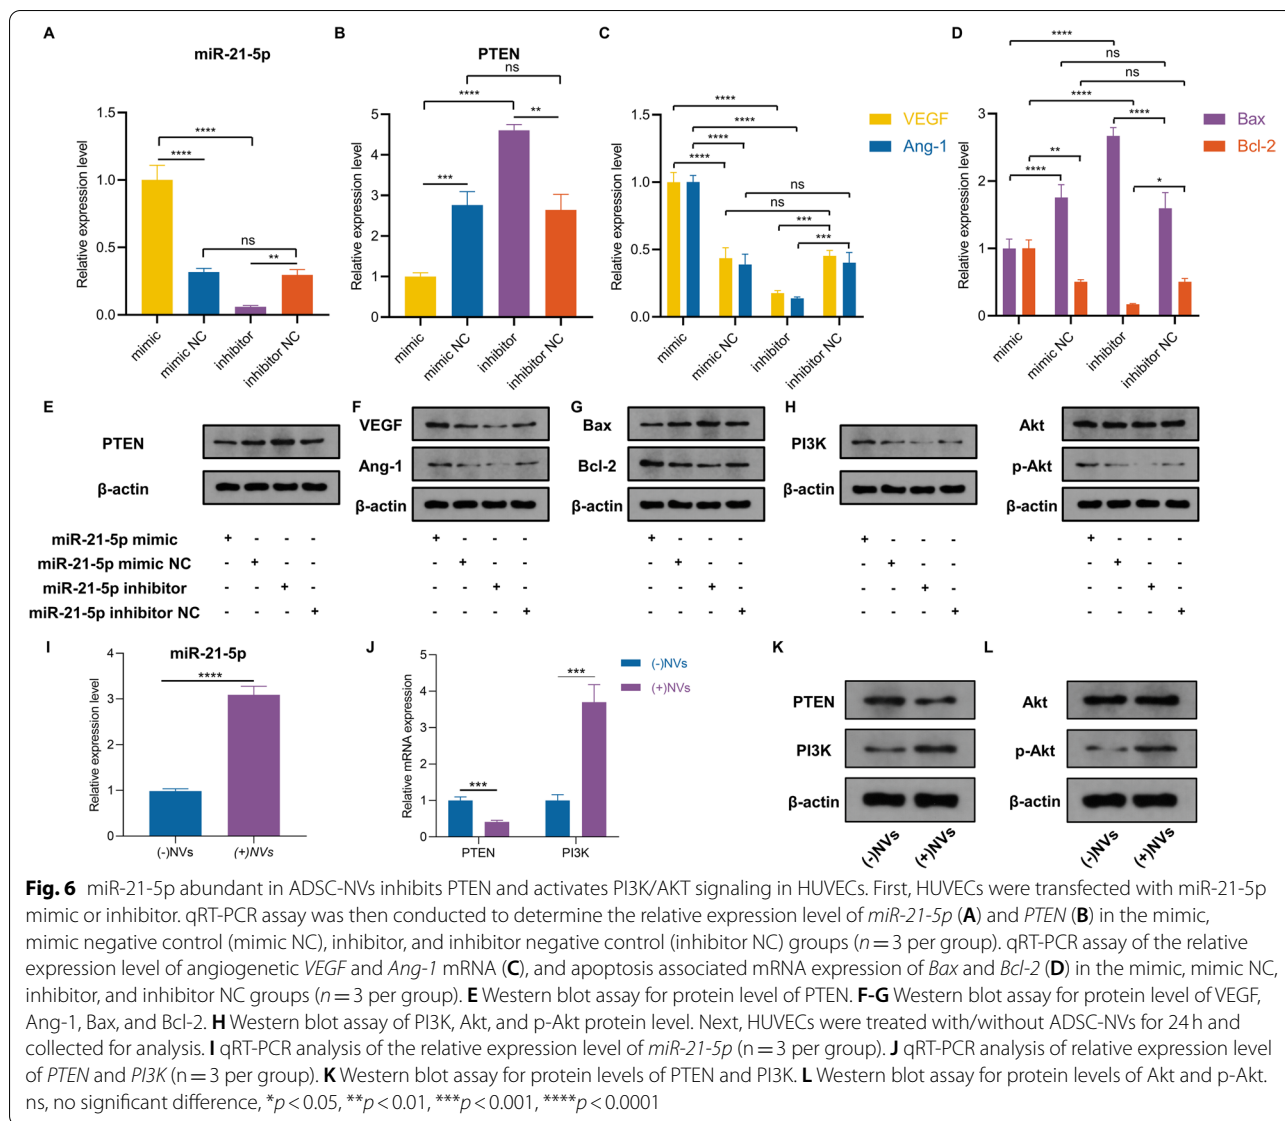 A
miR-21-5p
Relative expression level
1.5
1.0
0.5
0.0
****
****
ns
**
mimic
mimic NC
inhibitor
inhibitor NC
B
PTEN
Relative expression level
5
4
3
2
1
0
ns
****
**
***
mimic
mimic NC
inhibitor
inhibitor NC
C
Relative expression level
1.5
1.0
0.5
0.0
****
****
****
****
ns
ns
***
***
mimic
mimic NC
inhibitor
inhibitor NC
VEGF
Ang-1
D
Relative expression level
3
2
1
0
****
ns
ns
****
****
**
****
*
mimic
mimic NC
inhibitor
inhibitor NC
Bax
Bcl-2
E
PTEN
β-actin
F
VEGF
Ang-1
β-actin
G
Bax
Bcl-2
β-actin
H
PI3K
β-actin
Akt
p-Akt
β-actin
miR-21-5p mimic + - - - + - - - + - - - + - - - + - - -
miR-21-5p mimic NC - + - - - + - - - + - - - + - - - + - -
miR-21-5p inhibitor - - + - - - + - - - + - - - + - - - + -
miR-21-5p inhibitor NC - - - + - - - + - - - + - - - + - - - +
I
miR-21-5p
Relative expression level
4
3
2
1
0
****
(-)NVs
(+)NVs
J
Relative mRNA expression
5
4
3
2
1
0
***
***
PTEN
PI3K
(-)NVs
(+)NVs
K
PTEN
PI3K
β-actin
(-)NVs
(+)NVs
L
Akt
p-Akt
β-actin
(-)NVs
(+)NVs
Fig. 6 miR-21-5p abundant in ADSC-NVs inhibits PTEN and activates PI3K/AKT signaling in HUVECs. First, HUVECs were transfected with miR-21-5p
mimic or inhibitor. qRT-PCR assay was then conducted to determine the relative expression level of miR-21-5p (A) and PTEN (B) in the mimic,
mimic negative control (mimic NC), inhibitor, and inhibitor negative control (inhibitor NC) groups (n = 3 per group). qRT-PCR assay of the relative
expression level of angiogenetic VEGF and Ang-1 mRNA (C), and apoptosis associated mRNA expression of Bax and Bcl-2 (D) in the mimic, mimic NC,
inhibitor, and inhibitor NC groups (n = 3 per group). E Western blot assay for protein level of PTEN. F-G Western blot assay for protein level of VEGF,
Ang-1, Bax, and Bcl-2. H Western blot assay of PI3K, Akt, and p-Akt protein level. Next, HUVECs were treated with/without ADSC-NVs for 24 h and
collected for analysis. I qRT-PCR analysis of the relative expression level of miR-21-5p (n = 3 per group). J qRT-PCR analysis of relative expression level
of PTEN and PI3K (n = 3 per group). K Western blot assay for protein levels of PTEN and PI3K. L Western blot assay for protein levels of Akt and p-Akt.
ns, no significant difference, *p < 0.05, **p < 0.01, ***p < 0.001, ****p < 0.0001